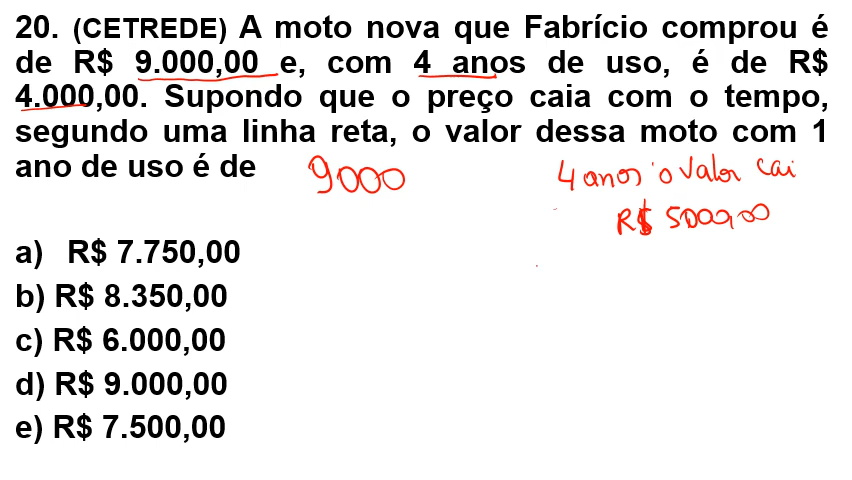 20. (CETREDE) A moto nova que Fabrício comprou é
de R$ 9.000,00 e, com 4 anos de uso, é de R$
4.000,00. Supondo que o preço caia com o tempo,
segundo uma linha reta, o valor dessa moto com 1
ano de uso é de
9000
4 anos o valor cai
R$ 5000,00
a) R$ 7.750,00
b) R$ 8.350,00
c) R$ 6.000,00
d) R$ 9.000,00
e) R$ 7.500,00